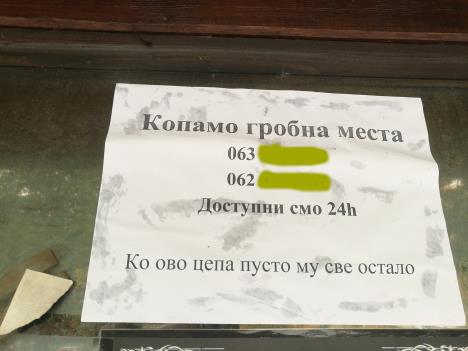 Копамо гробна места
063
062
Доступни смо 24h
Ко ово цепа пусто му све остало